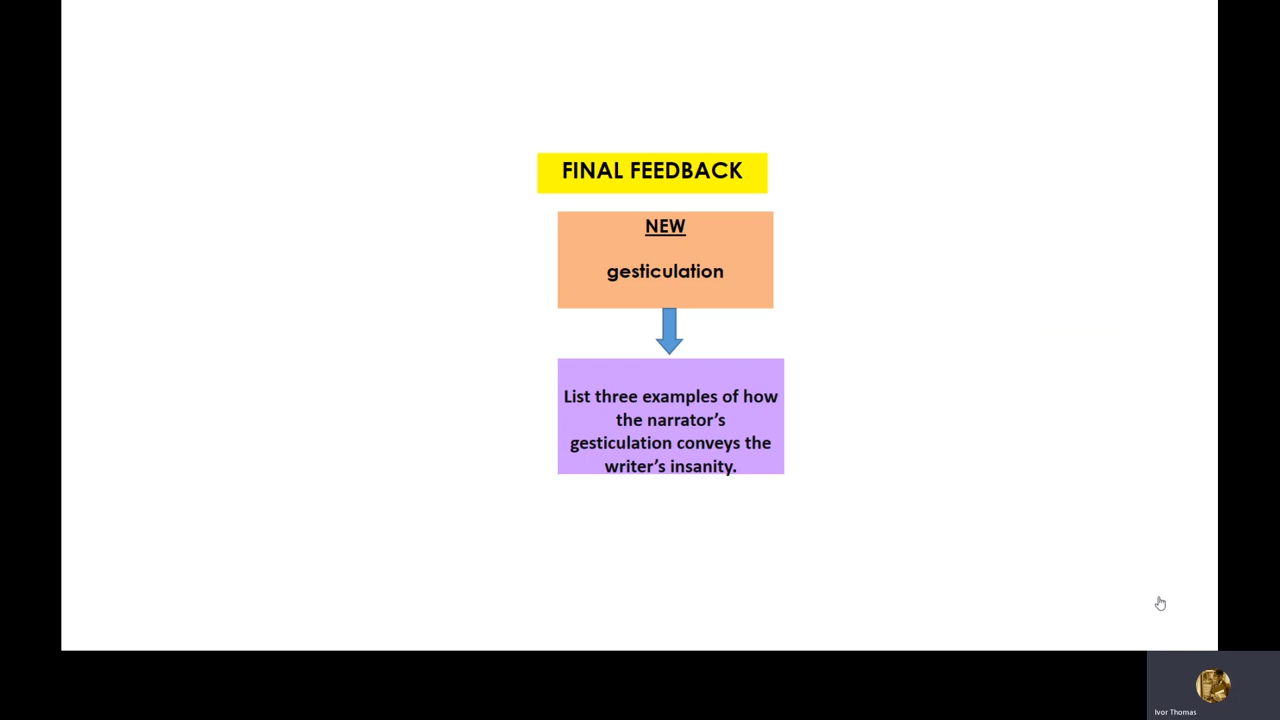 FINAL FEEDBACK
NEW
gesticulation
List three examples of how
the narrator’s
gesticulation conveys the
writer’s insanity.
Ivor Thomas